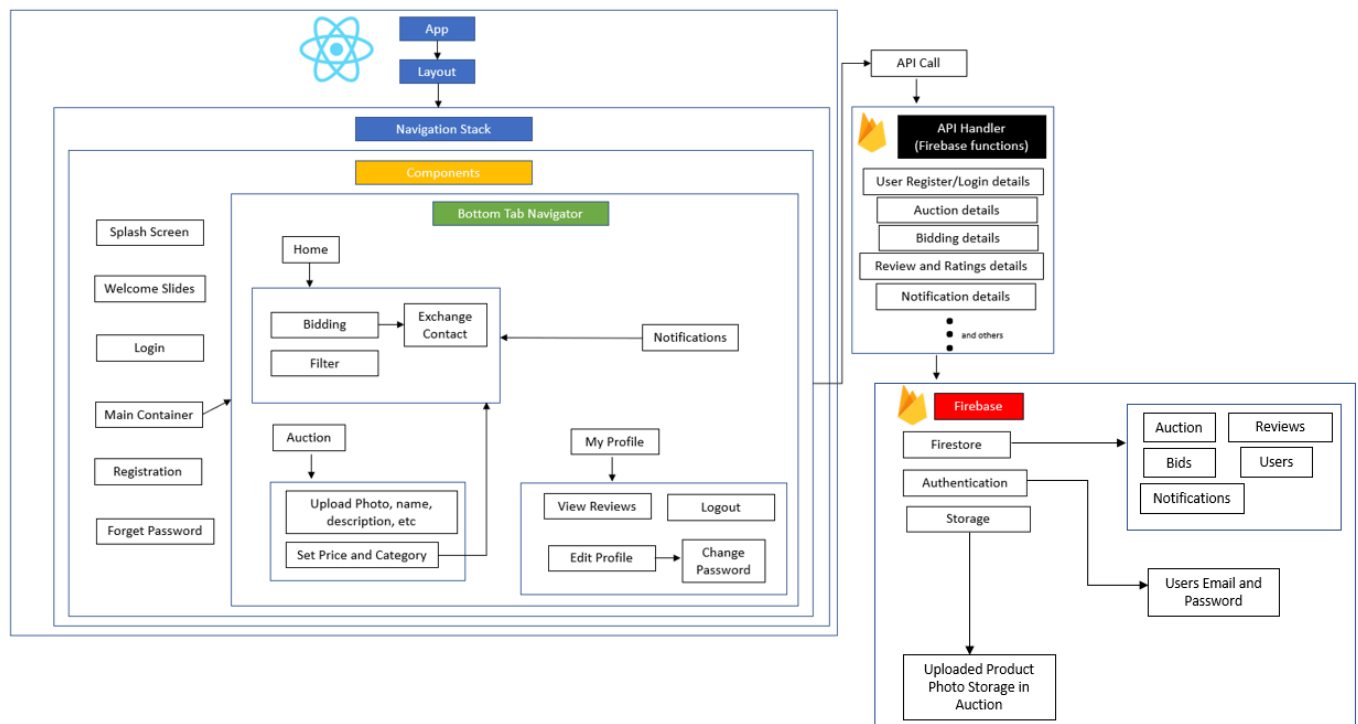 App
Layout
Navigation Stack
Components
Bottom Tab Navigator
Splash Screen
Welcome Slides
Login
Main Container
Registration
Forget Password
Home
Bidding
Exchange
Contact
Filter
Notifications
Auction
Upload Photo, name,
description, etc
Set Price and Category
My Profile
View Reviews
Logout
Edit Profile
Change
Password
API Call
API Handler
(Firebase functions)
User Register/Login details
Auction details
Bidding details
Review and Ratings details
Notification details
and others
Firebase
Firestore
Authentication
Storage
Auction
Reviews
Bids
Users
Notifications
Users Email and
Password
Uploaded Product
Photo Storage in
Auction